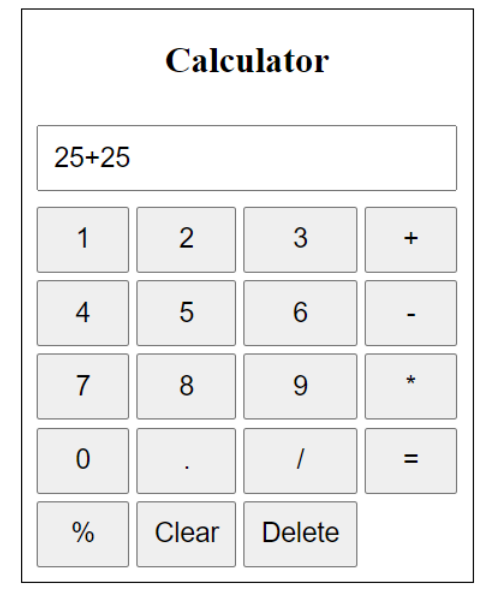 Calculator
25+25
1 2 3 +
4 5 6 -
7 8 9 *
0 . / =
% Clear Delete